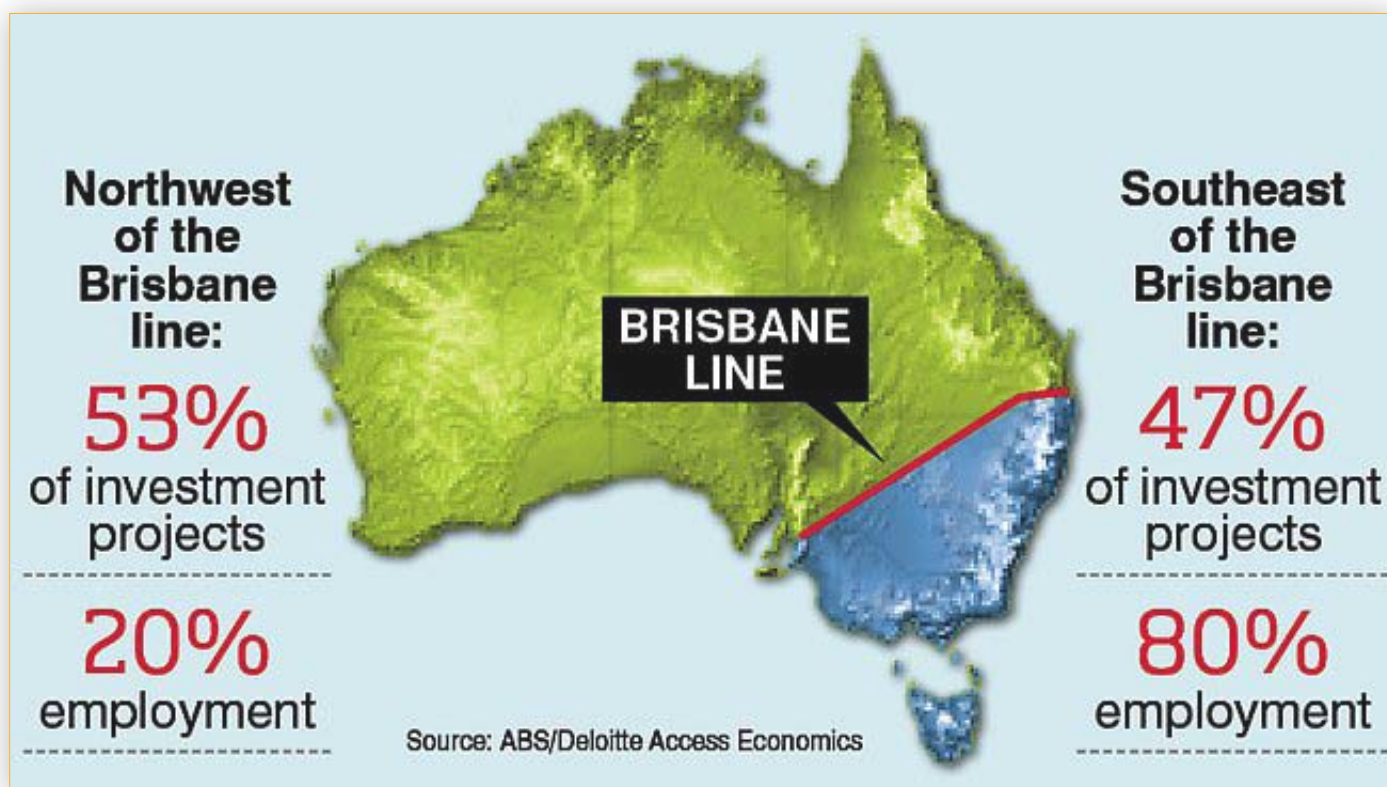 Northwest
of the
Brisbane
line:
53%
of investment
projects
20%
employment
BRISBANE
LINE
Southeast
of the
Brisbane
line:
47%
of investment
projects
80%
employment
Source: ABS/Deloitte Access Economics